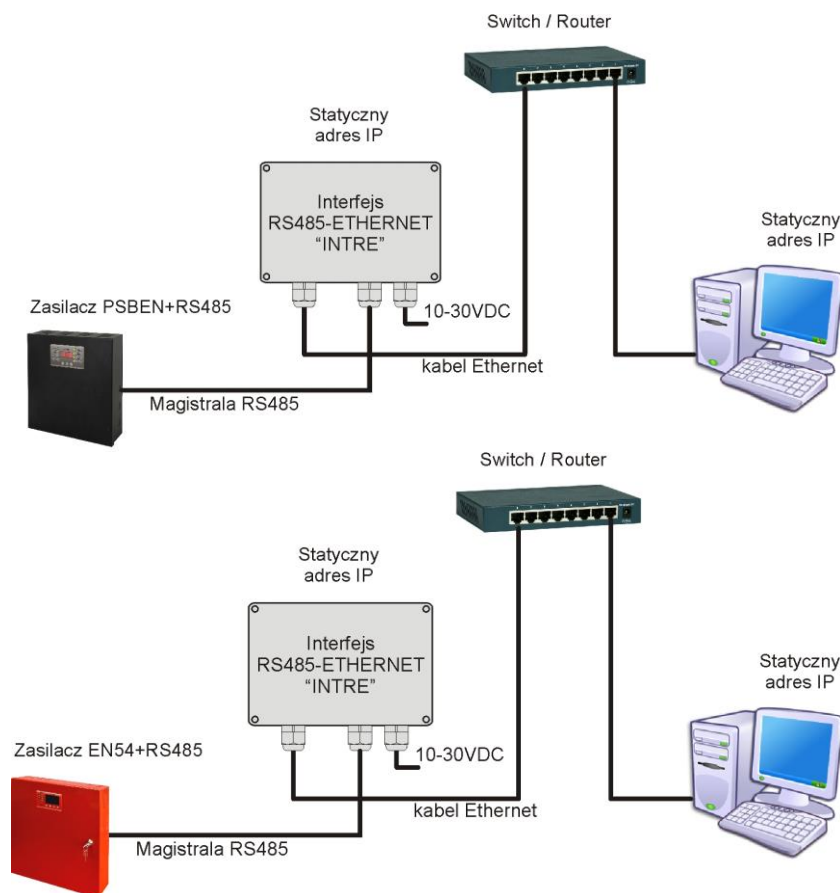 Switch / Router
Statyczny
adres IP
Interfejs
RS485-ETHERNET
“INTRE”
Statyczny
adres IP
Zasilacz PSBEN+RS485
10-30VDC
kabel Ethernet
Magistrala RS485
Switch / Router
Statyczny
adres IP
Interfejs
RS485-ETHERNET
“INTRE”
Statyczny
adres IP
Zasilacz EN54+RS485
10-30VDC
kabel Ethernet
Magistrala RS485